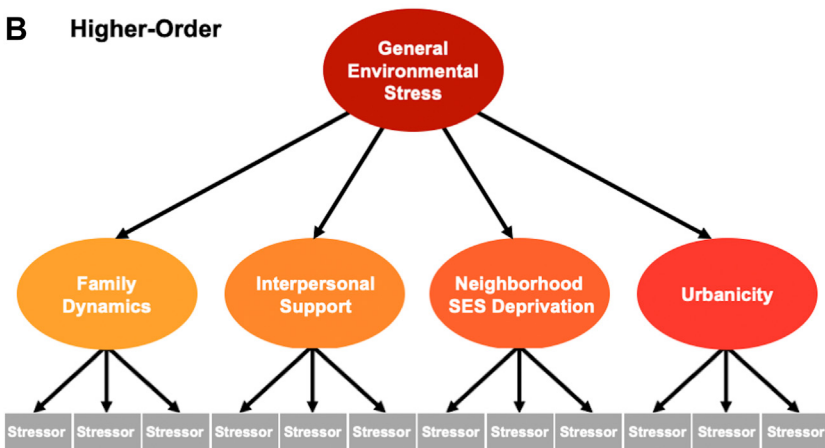 B Higher-Order
General
Environmental
Stress
Family
Dynamics
Interpersonal
Support
Neighborhood
SES Deprivation
Urbanicity
Stressor Stressor Stressor Stressor Stressor Stressor Stressor Stressor Stressor Stressor Stressor Stressor